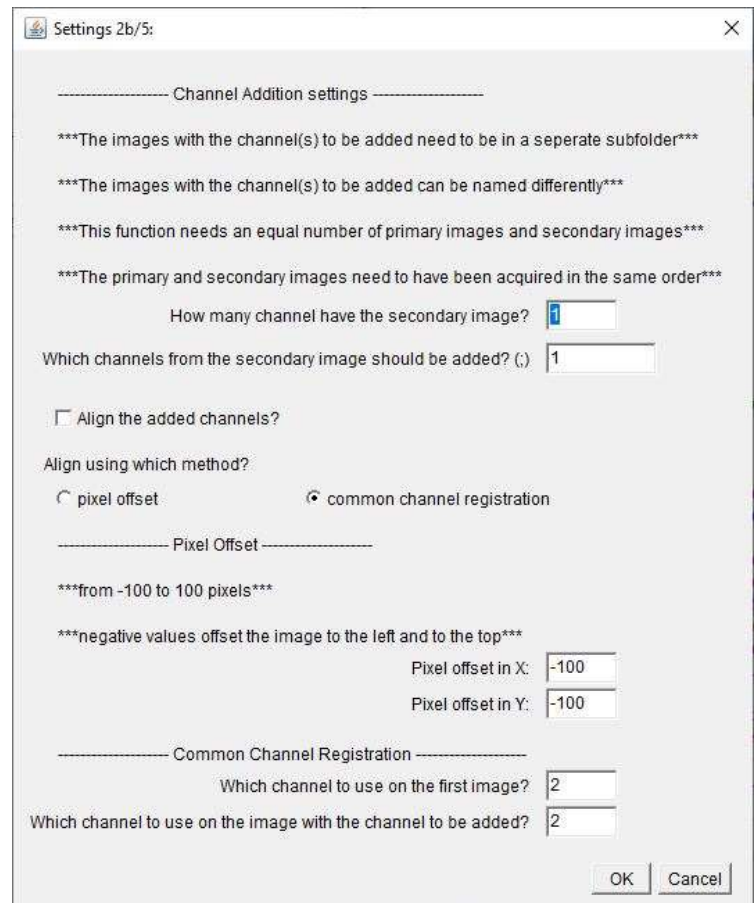 Settings 2b/5:
-------------------- Channel Addition settings --------------------
***The images with the channel(s) to be added need to be in a seperate subfolder***
***The images with the channel(s) to be added can be named differently***
***This function needs an equal number of primary images and secondary images***
***The primary and secondary images need to have been acquired in the same order***
How many channel have the secondary image? 1
Which channels from the secondary image should be added? (;) 1
Align the added channels?
Align using which method?
pixel offset common channel registration
-------------------- Pixel Offset --------------------
***from -100 to 100 pixels***
***negative values offset the image to the left and to the top***
Pixel offset in X: -100
Pixel offset in Y: -100
-------------------- Common Channel Registration --------------------
Which channel to use on the first image? 2
Which channel to use on the image with the channel to be added? 2
OK Cancel